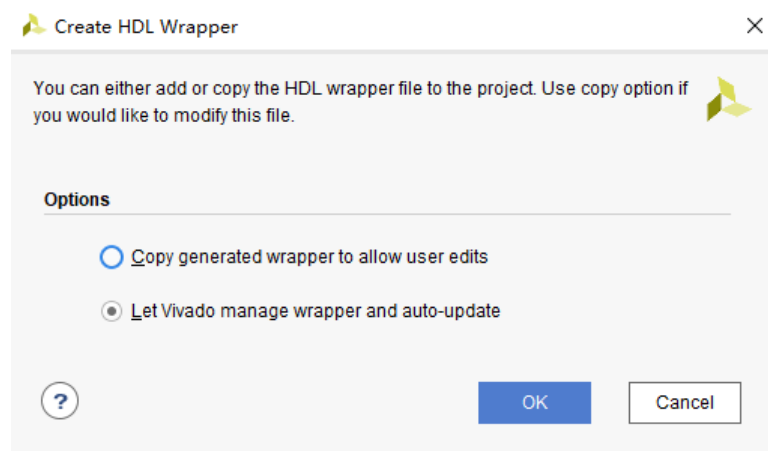 Create HDL Wrapper
You can either add or copy the HDL wrapper file to the project. Use copy option if
you would like to modify this file.
Options
Copy generated wrapper to allow user edits
Let Vivado manage wrapper and auto-update
?
OK
Cancel